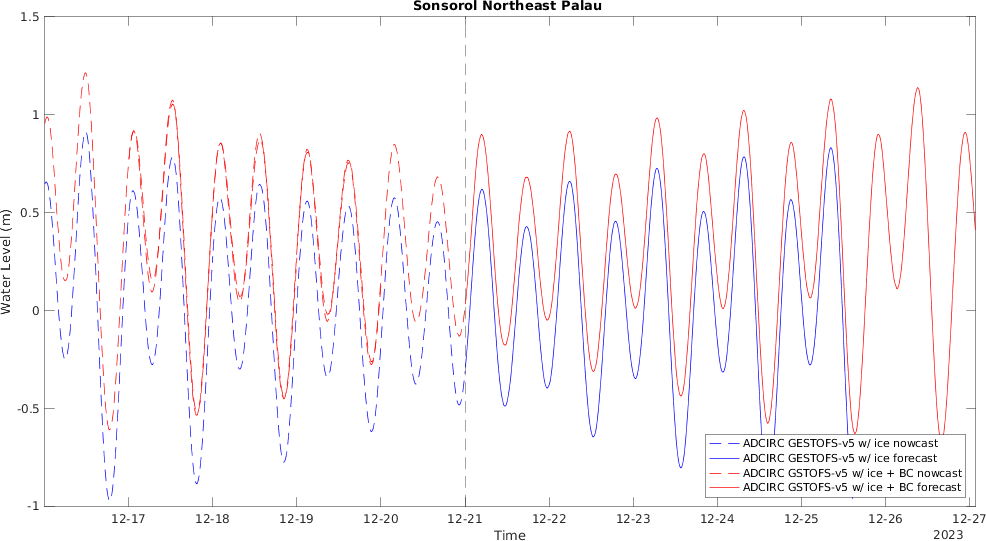 Sonsorol Northeast Palau
1.5
1
0.5
0
-0.5
-1
Water Level (m)
12-17 12-18 12-19 12-20 12-21 12-22 12-23 12-24 12-25 12-26 12-27
Time
2023
ADCIRC GESTOFS-v5 w/ ice nowcast
ADCIRC GESTOFS-v5 w/ ice forecast
ADCIRC GSTOFS-v5 w/ ice + BC nowcast
ADCIRC GSTOFS-v5 w/ ice + BC forecast